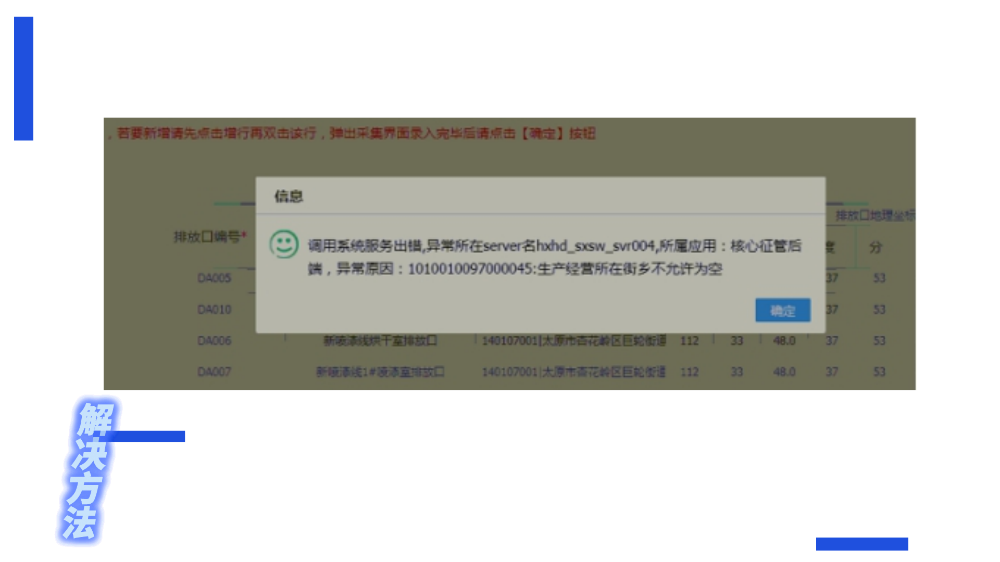 ，若要新增请先点击增行再双击该行，弹出采集界面录入完毕后请点击【确定】按钮
信息
排放口地理坐标
排放口编号*
度 分
调用系统服务出错,异常所在server名hxhd_sxsw_svr004,所属应用：核心征管后
端，异常原因：1010010097000045:生产经营所在街乡不允许为空
DA005 37 53
DA010 37 53
确定
DA006 新喷漆线烘干室排放口 140107001|太原市杏花岭区巨轮街道 112 33 48.0 37 53
DA007 新喷漆线1#喷漆室排放口 140107001|太原市杏花岭区巨轮街道 112 33 48.0 37 53
解决方法